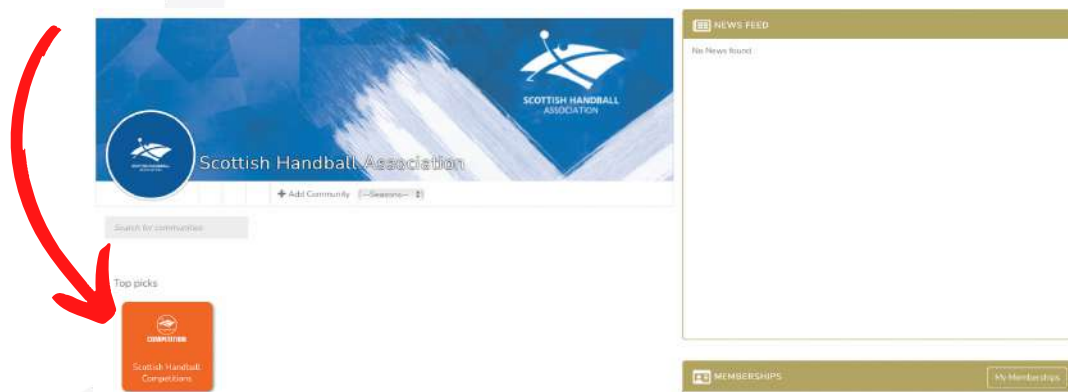 SCOTTISH HANDBALL
ASSOCIATION
Scottish Handball Association
Add Community
--Seasons--
Search for communities
Top picks
COMPETITION
Scottish Handball
Competitions
NEWS FEED
No News found
MEMBERSHIPS
My Memberships